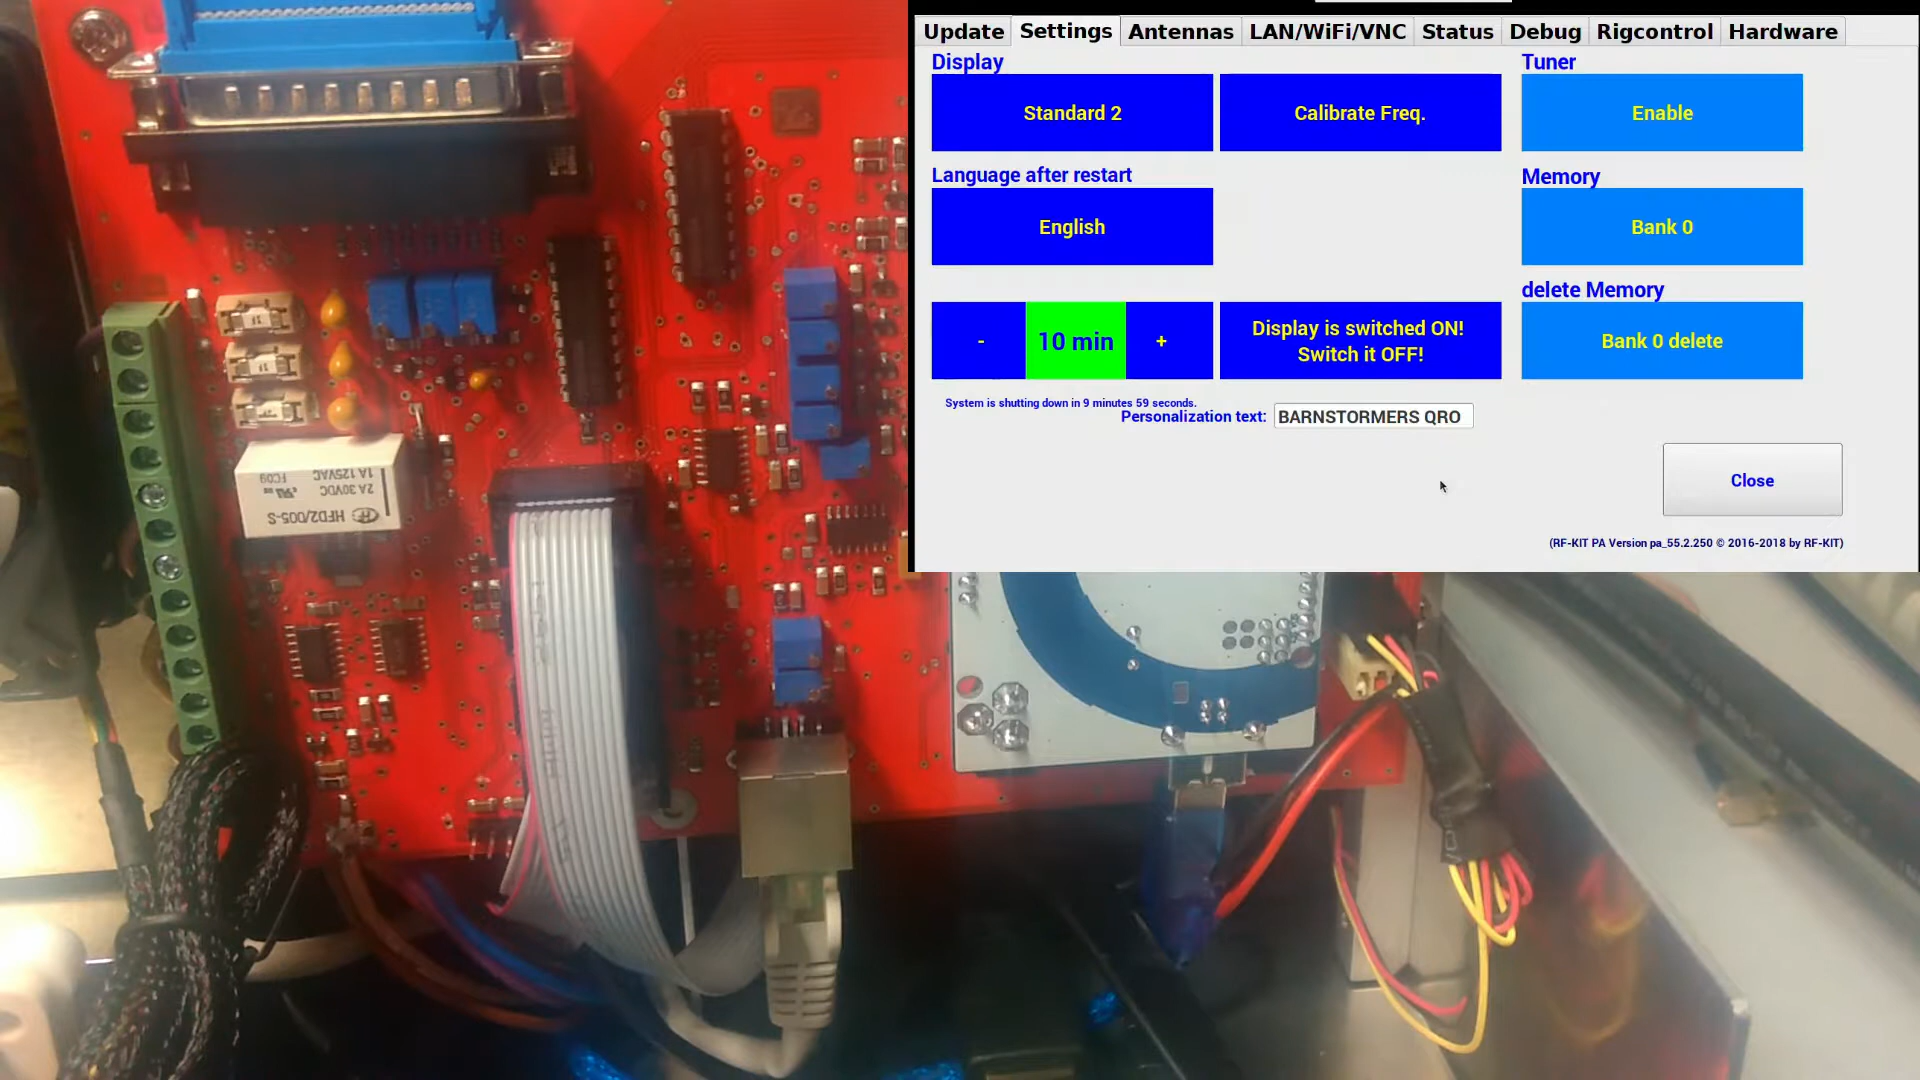 Update Settings Antennas LAN/WiFi/VNC Status Debug Rigcontrol Hardware
Display
Tuner
Standard 2
Calibrate Freq.
Enable
Language after restart
Memory
English
Bank 0
delete Memory
- 10 min +
Display is switched ON!
Switch it OFF!
Bank 0 delete
System is shutting down in 9 minutes 59 seconds.
Personalization text: BARNSTORMERS QRO
Close
(RF-KIT PA Version pa_55.2.250 © 2016-2018 by RF-KIT)
HFD2/005-S
2A 30VDC
1A 125VAC
FC09